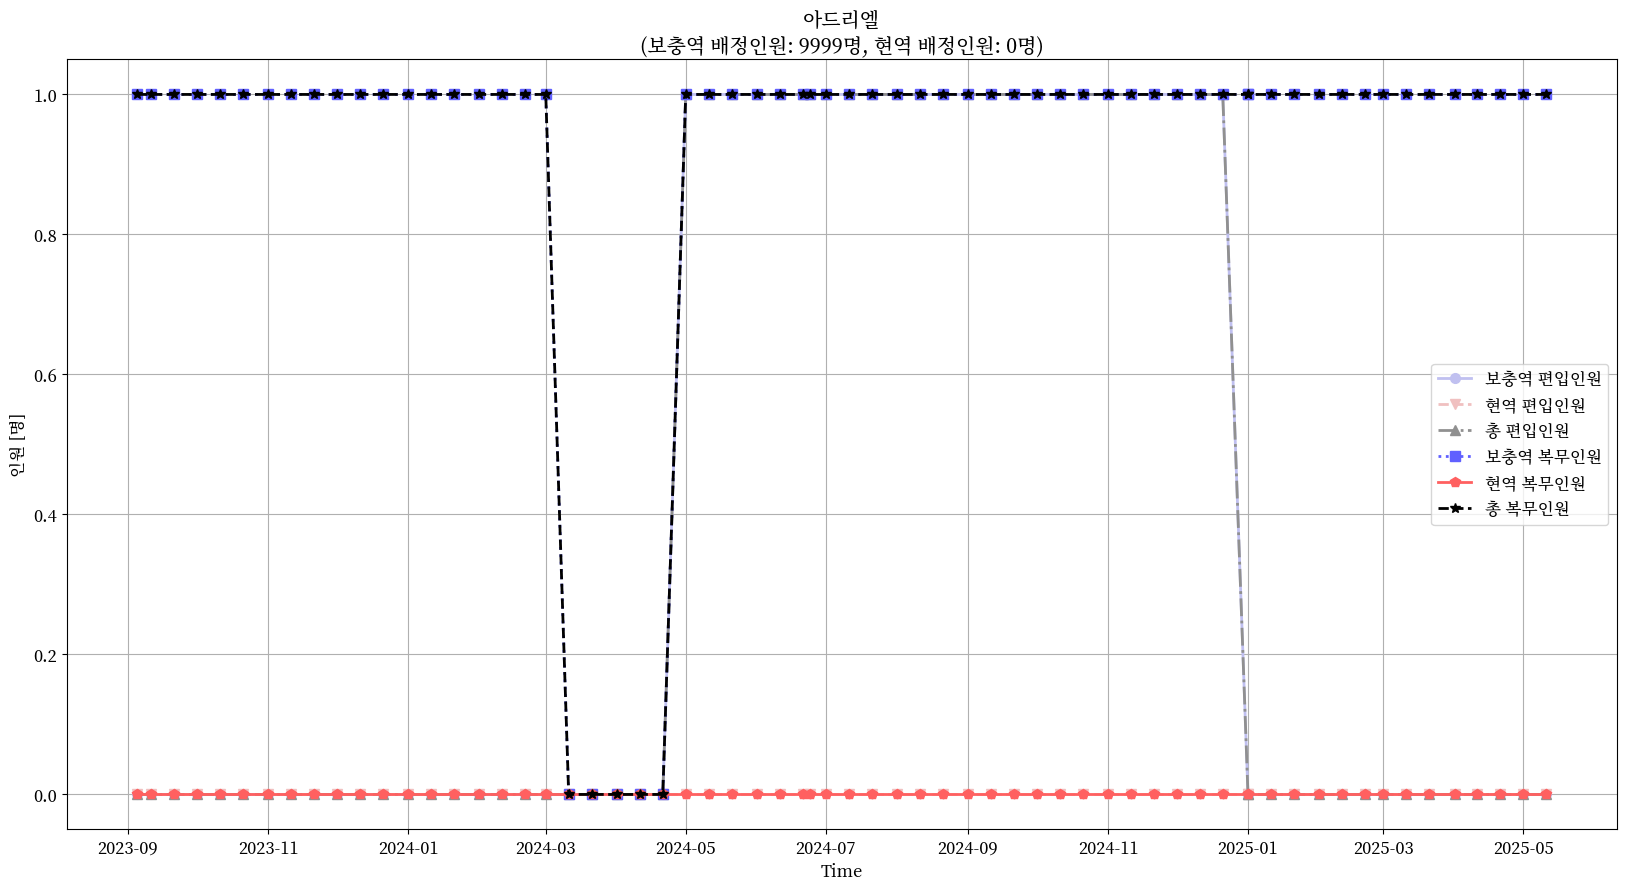 아드리엘
(보충역 배정인원: 9999명, 현역 배정인원: 0명)
1.0
0.8
0.6
0.4
0.2
0.0
인원 [명]
보충역 편입인원
현역 편입인원
총 편입인원
보충역 복무인원
현역 복무인원
총 복무인원
2023-09 2023-11 2024-01 2024-03 2024-05 2024-07 2024-09 2024-11 2025-01 2025-03 2025-05
Time